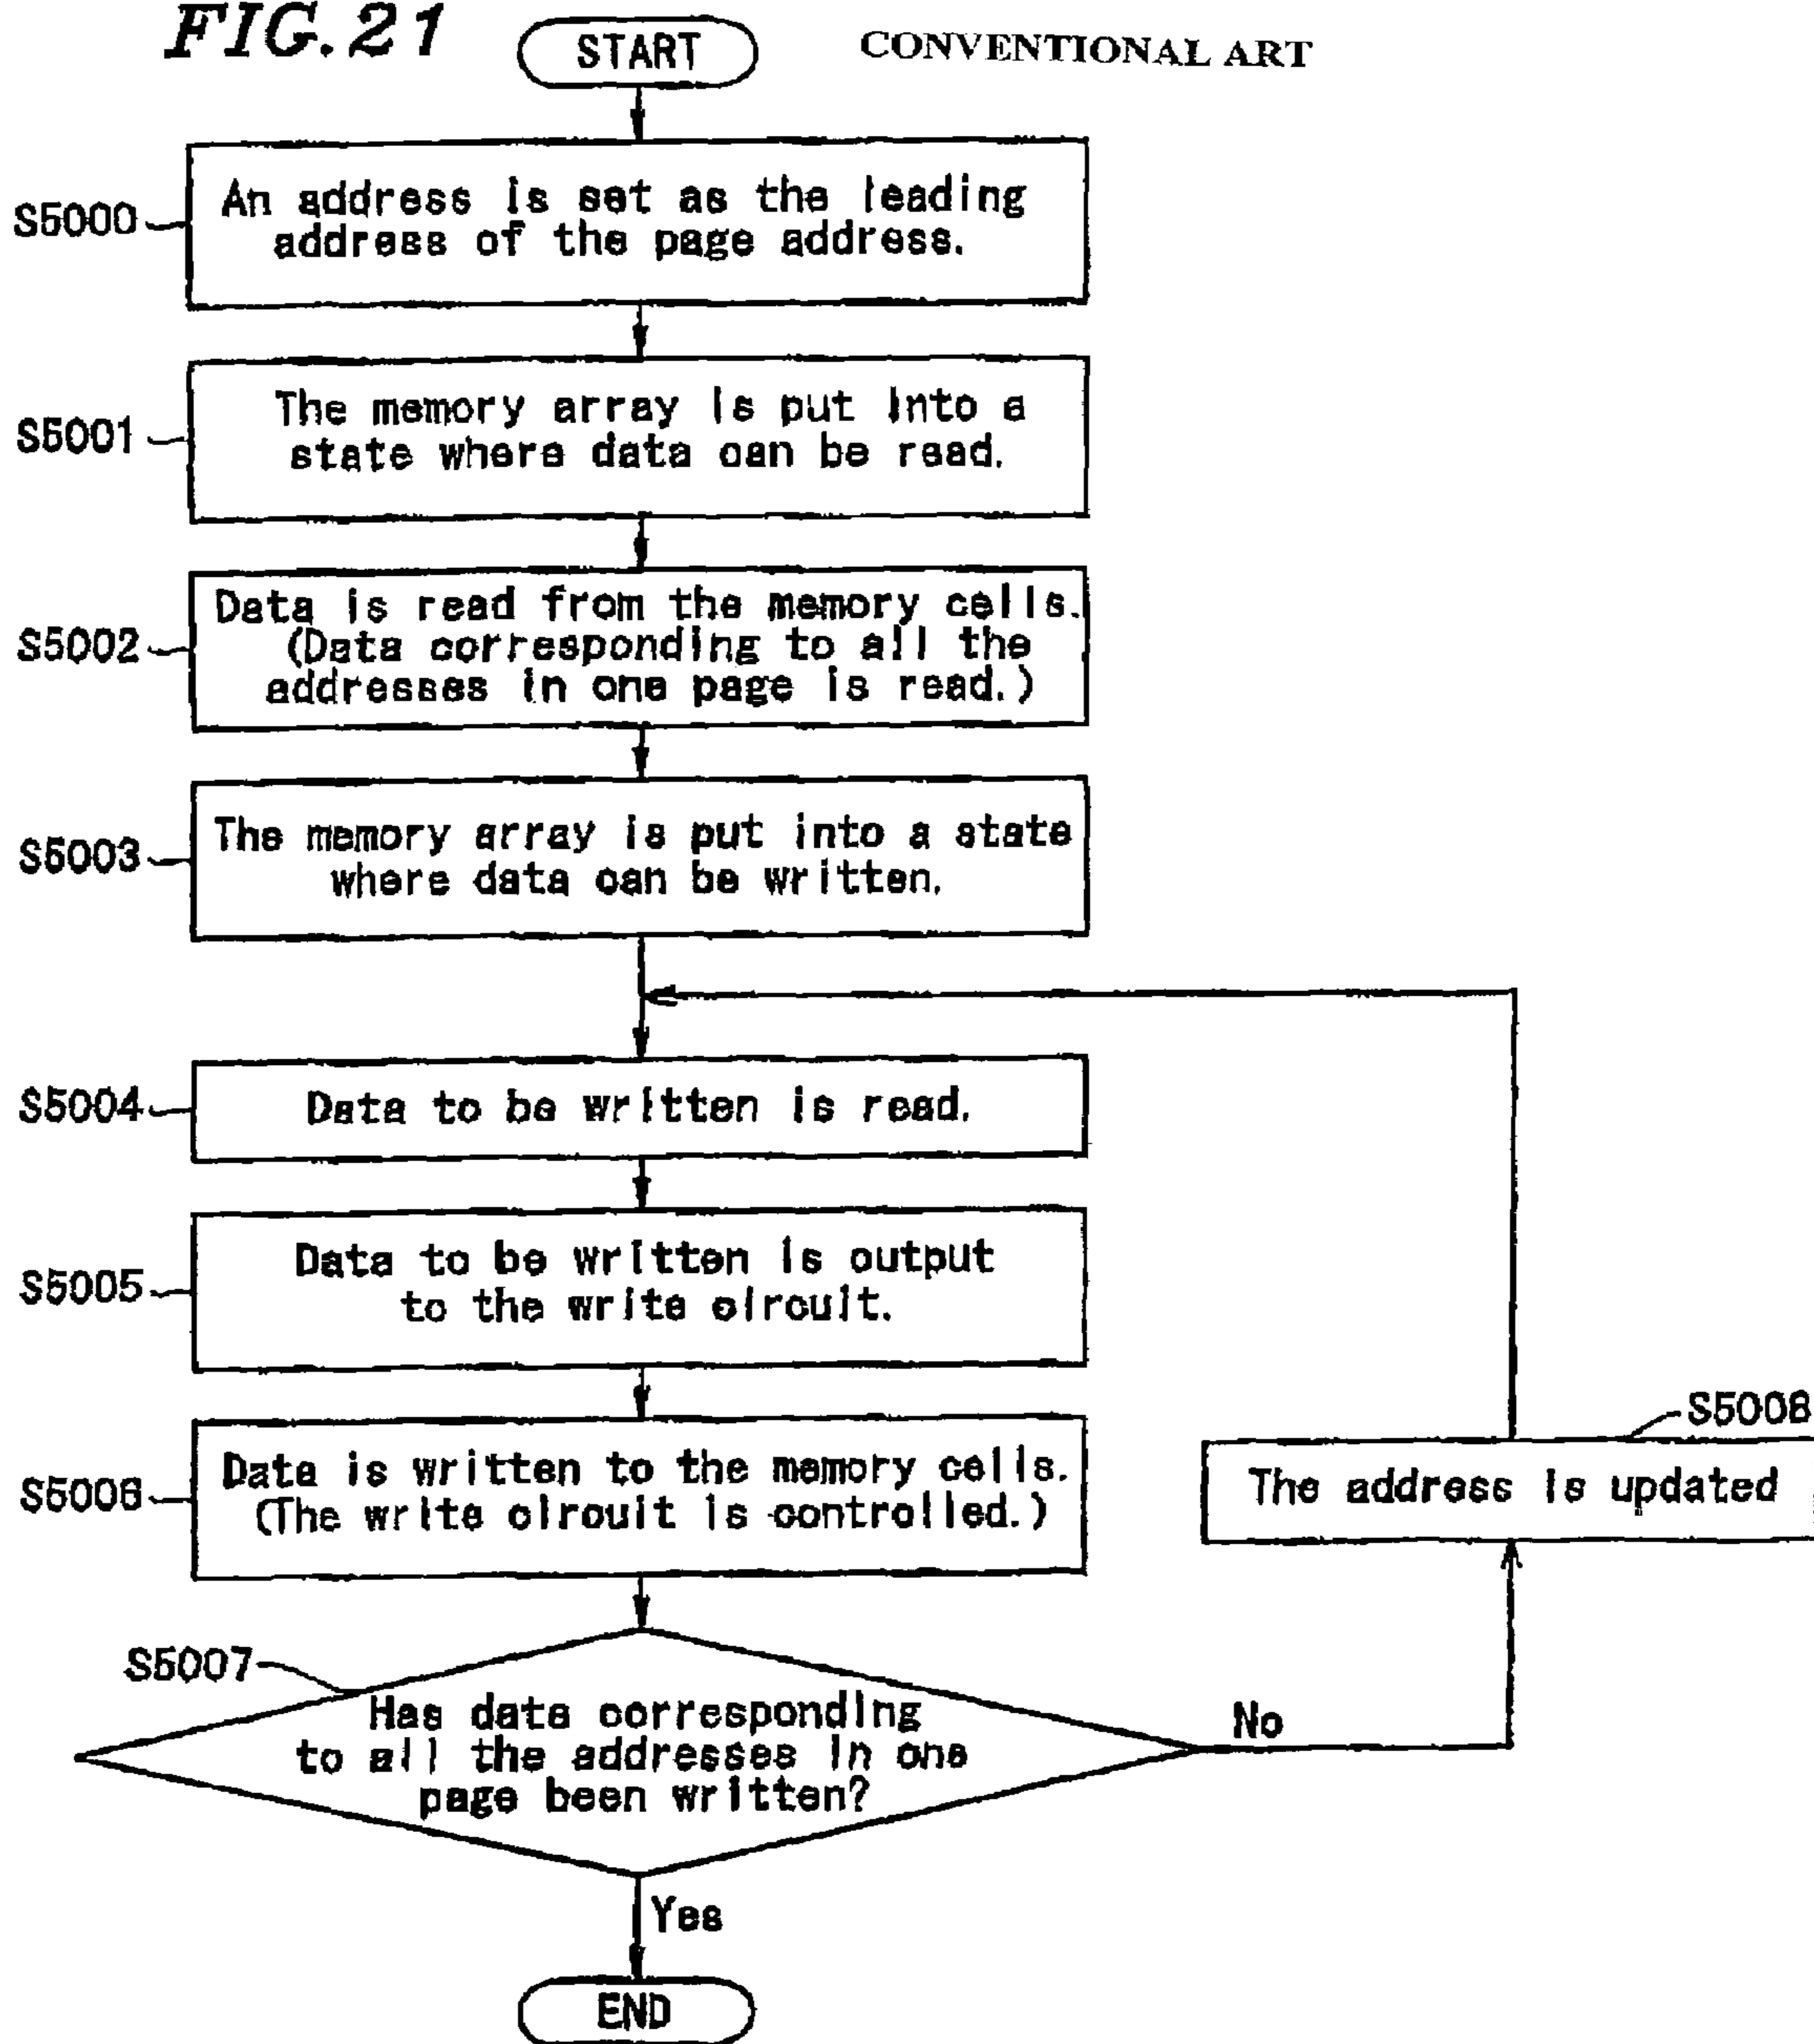 FIG.21
START
CONVENTIONAL ART
S5000
An address is set as the leading
address of the page address.
S5001
The memory array is put into a
state where data can be read.
S5002
Data is read from the memory cells.
(Data corresponding to all the
addresses in one page is read.)
S5003
The memory array is put into a state
where data can be written.
S5004
Data to be written is read.
S5005
Data to be written is output
to the write circuit.
S5006
Data is written to the memory cells.
(The write circuit is controlled.)
S5008
The address is updated
S5007
Has data corresponding
to all the addresses in one
page been written?
No
Yes
END